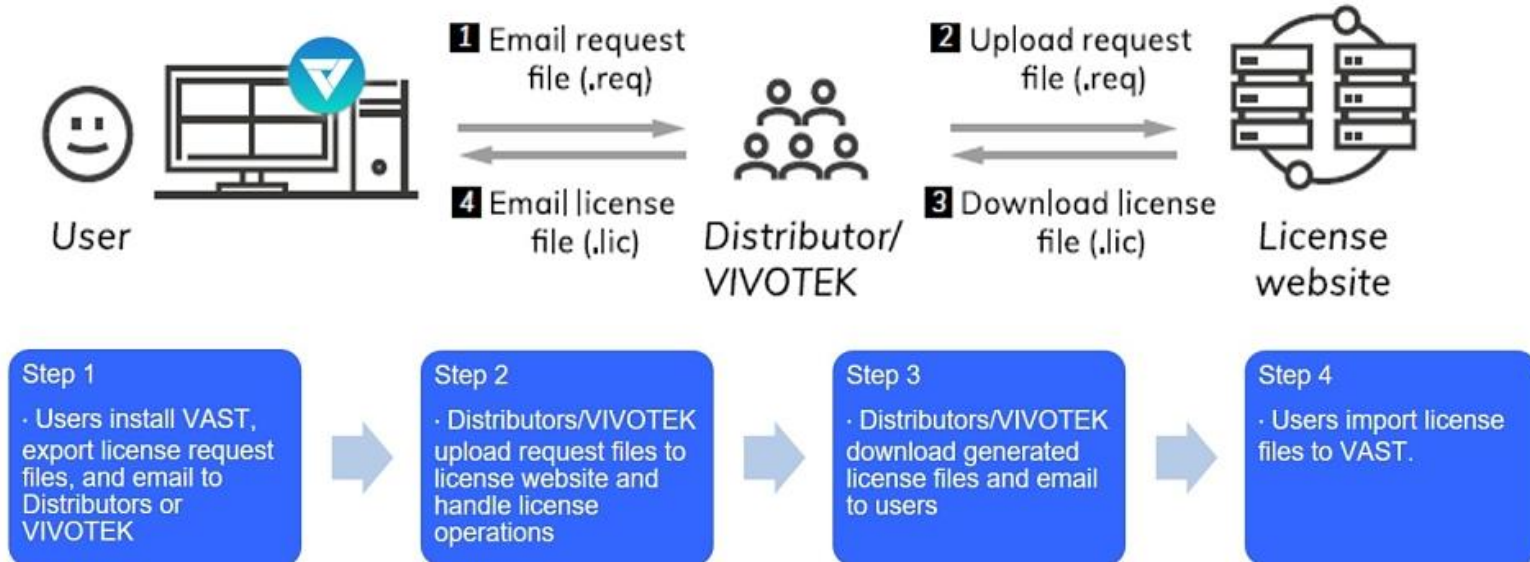 1 Email request
file (.req)
2 Upload request
file (.req)
4 Email license
file (.lic)
3 Download license
file (.lic)
User
Distributor/
VIVOTEK
License
website
Step 1
· Users install VAST,
export license request
files, and email to
Distributors or
VIVOTEK
Step 2
· Distributors/VIVOTEK
upload request files to
license website and
handle license
operations
Step 3
· Distributors/VIVOTEK
download generated
license files and email
to users
Step 4
· Users import license
files to VAST.